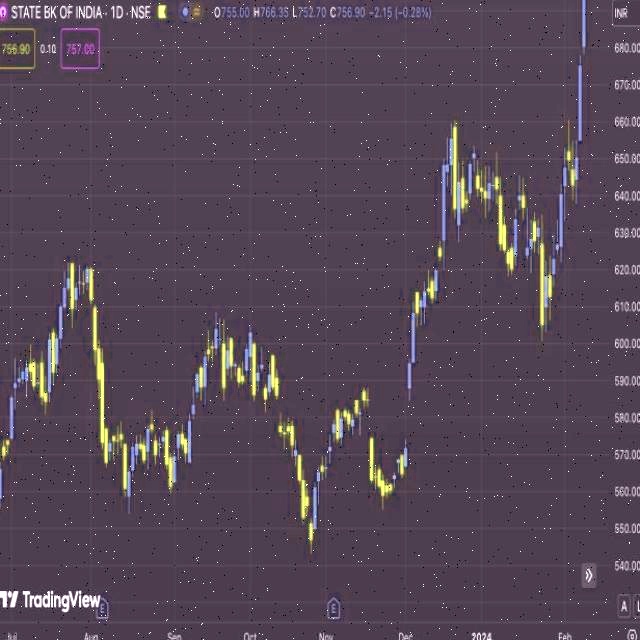 STATE BK OF INDIA · 1D · NSE O755.00 H766.35 L752.70 C756.90 −2.15 (−0.28%)
INR
756.90 0.10 757.00
680.00
670.00
660.00
650.00
640.00
630.00
620.00
610.00
600.00
590.00
580.00
570.00
560.00
550.00
540.00
TradingView
E E
A L
Jul Aug Sep Oct Nov Dec 2024 Feb